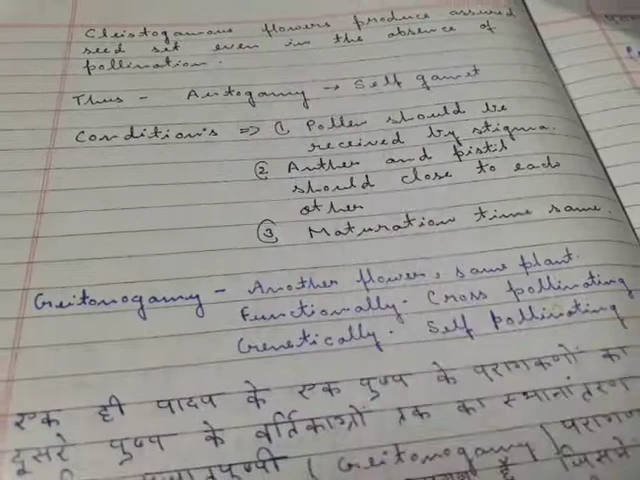 Cleistogamous flowers produce assured
seed set even in the absence of
pollination.
Thus - Autogamy → Self gamet
Conditions ⇒ ① Pollen should be
received by stigma.
② Anther and pistil
should close to each
other
③ Maturation time same.
Geitonogamy - Another flower, same plant.
Functionally - Cross pollinating
Genetically - Self Pollinating
एक ही पादप के एक पुष्प के परागकणों का
दूसरे पुष्प के वर्तिकाग्रों तक का स्थानांतरण
(Geitonogamy) परागण
है जिसमे